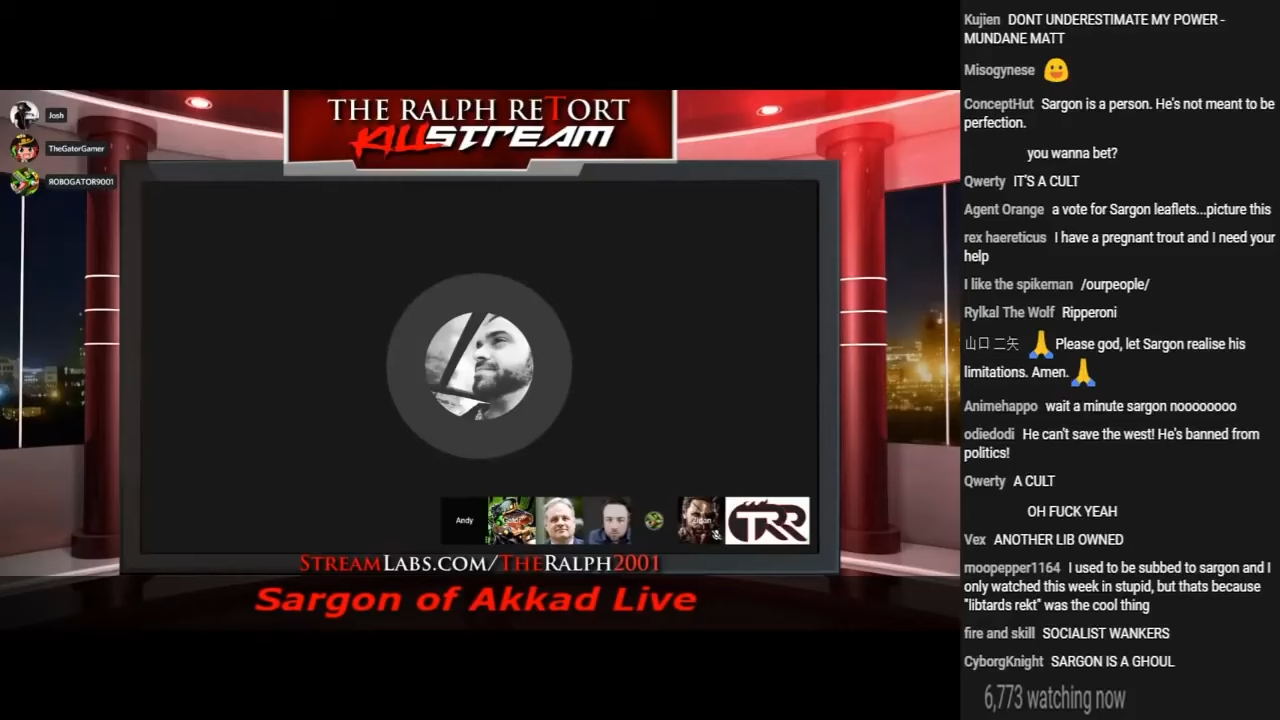 Josh
TheGatorGamer
ROBOGATOR9001
THE RALPH RETORT
KILLSTREAM
Andy
TRR
STREAMLABS.COM/THERALPH2001
Sargon of Akkad Live
Kujien DONT UNDERESTIMATE MY POWER -
MUNDANE MATT
Misogynese 😃
ConceptHut Sargon is a person. He's not meant to be
perfection.
you wanna bet?
Qwerty IT'S A CULT
Agent Orange a vote for Sargon leaflets...picture this
rex haereticus I have a pregnant trout and I need your
help
I like the spikeman /ourpeople/
Rylkal The Wolf Ripperoni
山口 二矢 🙏 Please god, let Sargon realise his
limitations. Amen. 🙏
Animehappo wait a minute sargon noooooooo
odiedodi He can't save the west! He's banned from
politics!
Qwerty A CULT
OH FUCK YEAH
Vex ANOTHER LIB OWNED
moopepper1164 I used to be subbed to sargon and I
only watched this week in stupid, but thats because
"libtards rekt" was the cool thing
fire and skill SOCIALIST WANKERS
CyborgKnight SARGON IS A GHOUL
6,773 watching now